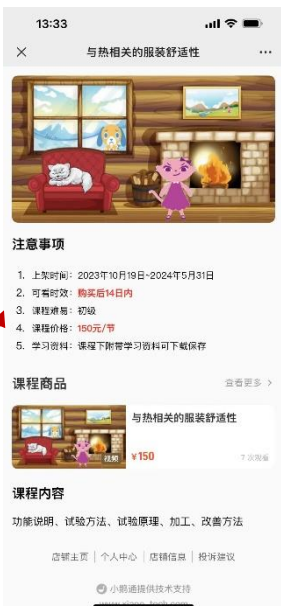 13:33
与热相关的服装舒适性
注意事项
1. 上架时间：2023年10月19日~2024年5月31日
2. 可看时效：购买后14日内
3. 课程难易：初级
4. 课程价格：150元/节
5. 学习资料：课程下附带学习资料可下载保存
课程商品 查看更多 >
与热相关的服装舒适性
视频 ¥150 7 次观看
课程内容
功能说明、试验方法、试验原理、加工、改善方法
店铺主页 | 个人中心 | 店铺信息 | 投诉建议
小鹅通提供技术支持